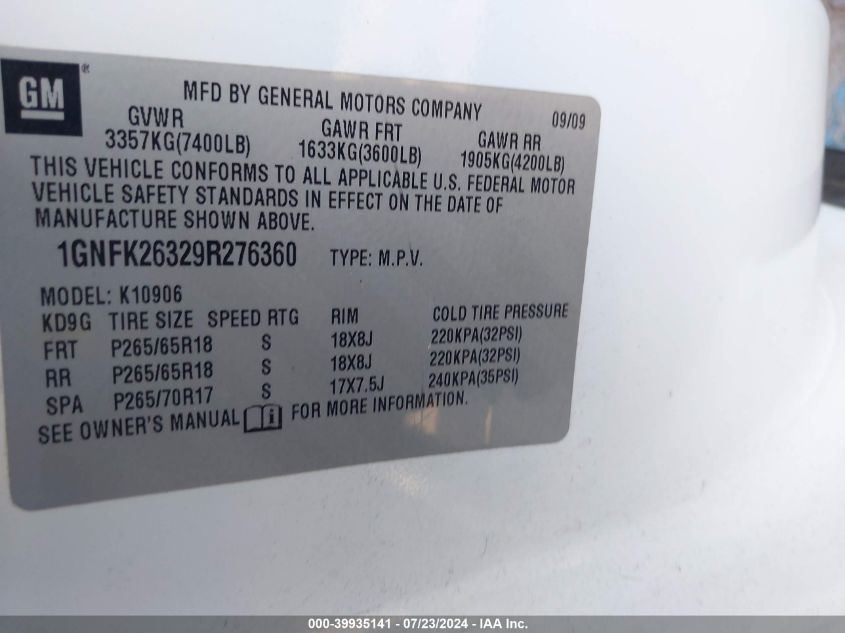 GM ®
MFD BY GENERAL MOTORS COMPANY
09/09
GVWR GAWR FRT GAWR RR
3357KG(7400LB) 1633KG(3600LB) 1905KG(4200LB)
THIS VEHICLE CONFORMS TO ALL APPLICABLE U.S. FEDERAL MOTOR
VEHICLE SAFETY STANDARDS IN EFFECT ON THE DATE OF
MANUFACTURE SHOWN ABOVE.
1GNFK26329R276360 TYPE: M.P.V.
MODEL: K10906
KD9G TIRE SIZE SPEED RTG RIM COLD TIRE PRESSURE
FRT P265/65R18 S 18X8J 220KPA(32PSI)
RR P265/65R18 S 18X8J 220KPA(32PSI)
SPA P265/70R17 S 17X7.5J 240KPA(35PSI)
SEE OWNER'S MANUAL i FOR MORE INFORMATION.
000-39935141 - 07/23/2024 - IAA Inc.